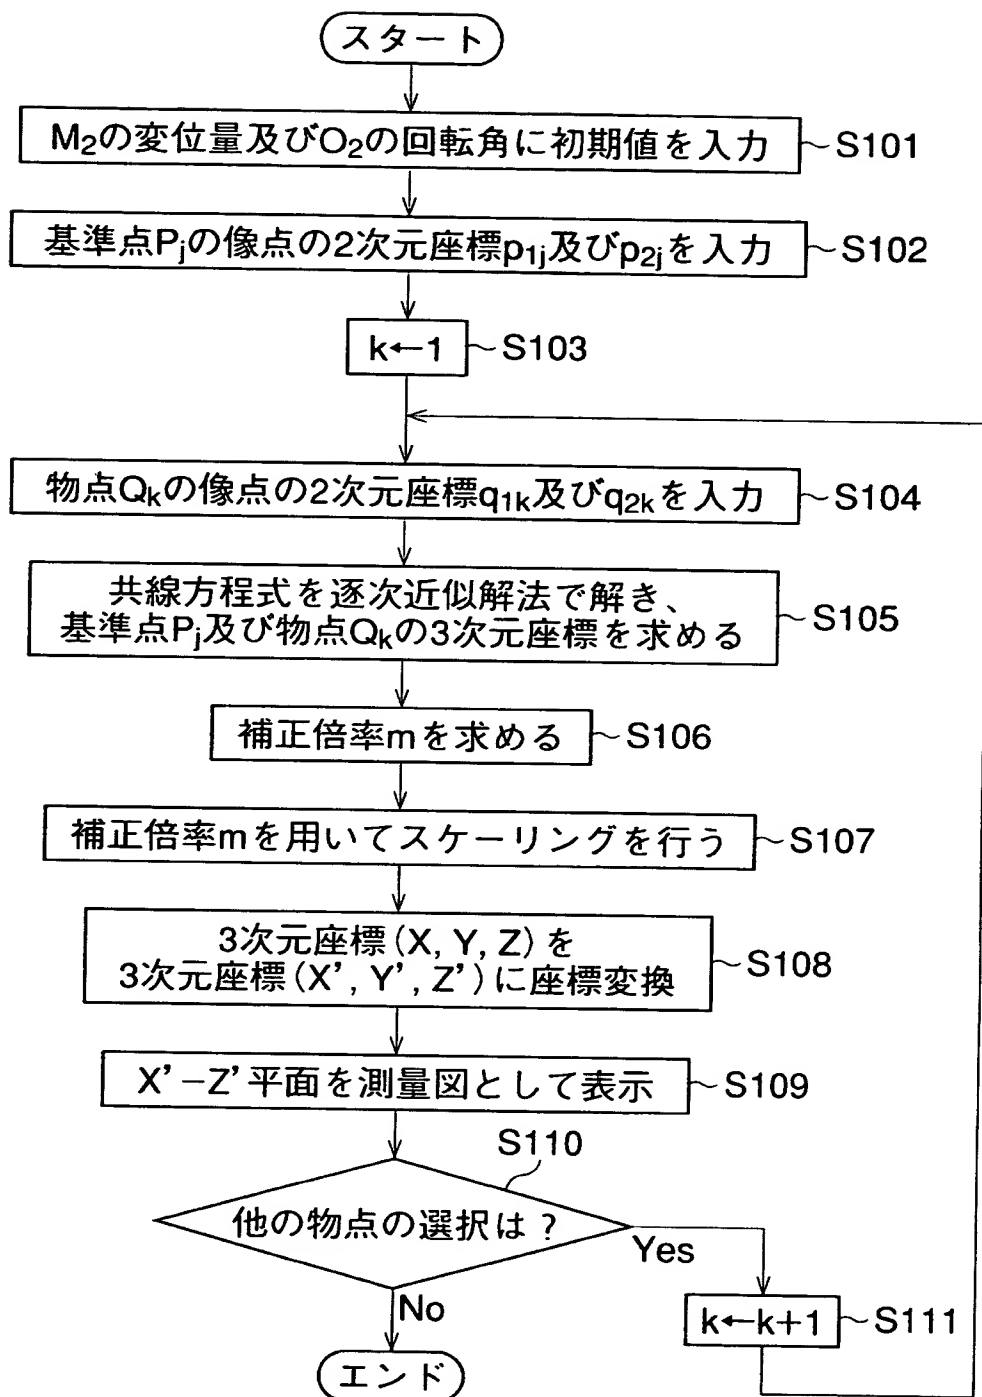 スタート
M2の変位量及びO2の回転角に初期値を入力 ~S101
基準点Pjの像点の2次元座標p1j及びp2jを入力 ~S102
k←1 ~S103
物点Qkの像点の2次元座標q1k及びq2kを入力 ~S104
共線方程式を逐次近似解法で解き、
基準点Pj及び物点Qkの3次元座標を求める ~S105
補正倍率mを求める ~S106
補正倍率mを用いてスケーリングを行う ~S107
3次元座標(X, Y, Z)を
3次元座標(X', Y', Z')に座標変換 ~S108
X'−Z'平面を測量図として表示 ~S109
S110
他の物点の選択は?
Yes
No
k←k+1 ~S111
エンド